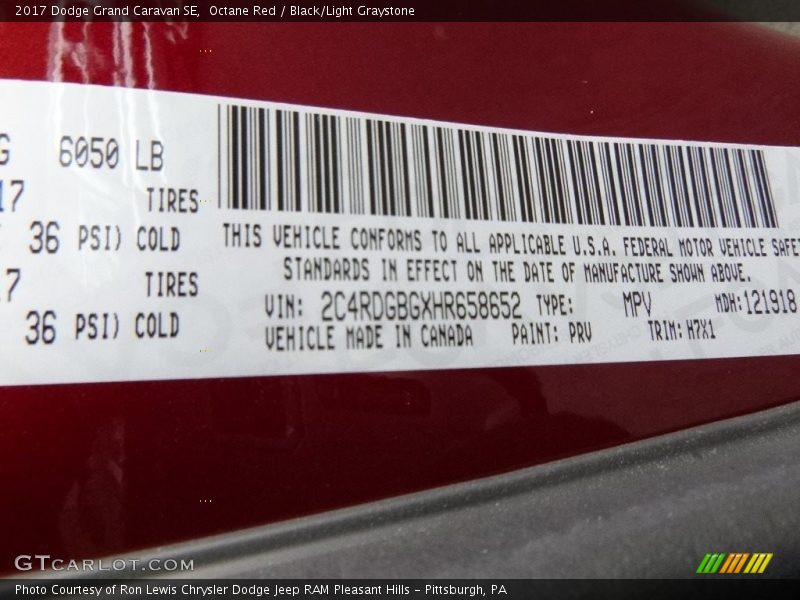 2017 Dodge Grand Caravan SE,  Octane Red / Black/Light Graystone
6050 LB
17 TIRES
36 PSI) COLD
TIRES
36 PSI) COLD
THIS VEHICLE CONFORMS TO ALL APPLICABLE U.S.A. FEDERAL MOTOR VEHICLE SAFE
STANDARDS IN EFFECT ON THE DATE OF MANUFACTURE SHOWN ABOVE.
VIN: 2C4RDGBGXHR658652 TYPE: MPV MDH:121918
VEHICLE MADE IN CANADA PAINT: PRV TRIM: H7X1
GTCARLOT.COM
Photo Courtesy of Ron Lewis Chrysler Dodge Jeep RAM Pleasant Hills - Pittsburgh, PA